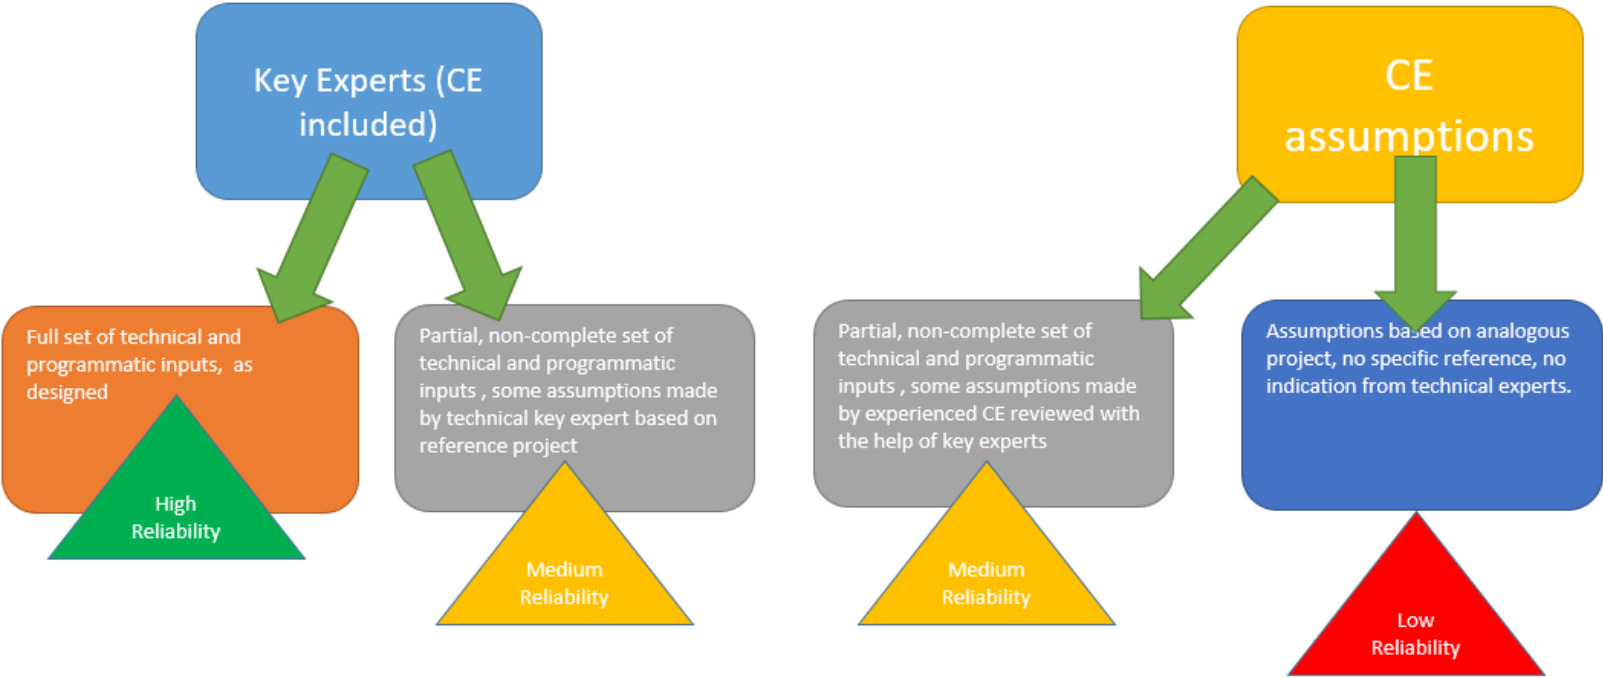 Key Experts (CE
included)
CE
assumptions
Full set of technical and
programmatic inputs,  as
designed
High
Reliability
Partial, non-complete set of
technical and programmatic
inputs , some assumptions made
by technical key expert based on
reference project
Medium
Reliability
Partial, non-complete set of
technical and programmatic
inputs , some assumptions made
by experienced CE reviewed with
the help of key experts
Medium
Reliability
Assumptions based on analogous
project, no specific reference, no
indication from technical experts.
Low
Reliability